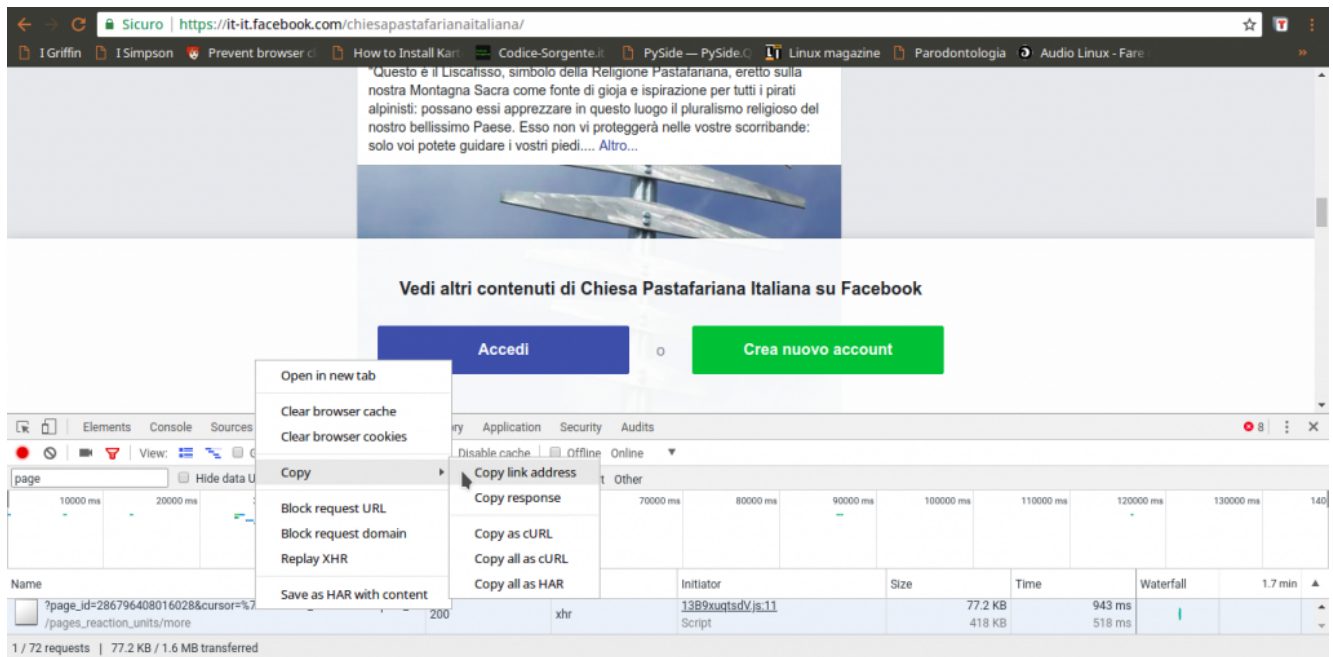 Sicuro | https://it-it.facebook.com/chiesapastafarianaitaliana/
I Griffin I Simpson Prevent browser c How to Install Kart Codice-Sorgente.it PySide — PySide.Q Linux magazine Parodontologia Audio Linux - Fare »
"Questo è il Liscafisso, simbolo della Religione Pastafariana, eretto sulla
nostra Montagna Sacra come fonte di gioja e ispirazione per tutti i pirati
alpinisti: possano essi apprezzare in questo luogo il pluralismo religioso del
nostro bellissimo Paese. Esso non vi proteggerà nelle vostre scorribande:
solo voi potete guidare i vostri piedi.... Altro...
Vedi altri contenuti di Chiesa Pastafariana Italiana su Facebook
Accedi o Crea nuovo account
Open in new tab
Clear browser cache
Clear browser cookies
Copy
Block request URL
Block request domain
Replay XHR
Save as HAR with content
Copy link address
Copy response
Copy as cURL
Copy all as cURL
Copy all as HAR
Elements Console Sources ry Application Security Audits 8
View: Disable cache Offline Online
page Hide data U t Other
10000 ms 20000 ms 70000 ms 80000 ms 90000 ms 100000 ms 110000 ms 120000 ms 130000 ms 140
Name Initiator Size Time Waterfall 1.7 min
?page_id=286796408016028&cursor=%7 200 xhr 13B9xuqtsdV.js:11 77.2 KB 943 ms
/pages_reaction_units/more Script 418 KB 518 ms
1 / 72 requests | 77.2 KB / 1.6 MB transferred